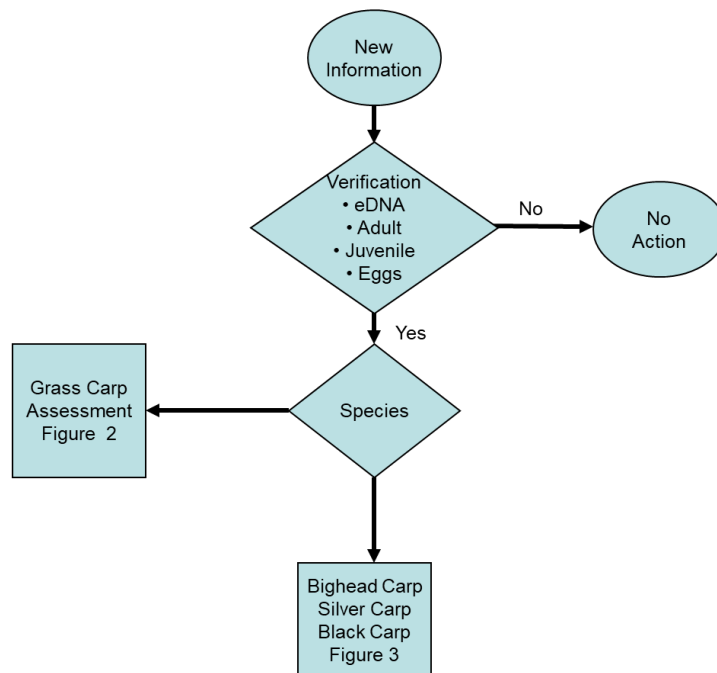 New
Information
Verification
• eDNA
• Adult
• Juvenile
• Eggs
No
No
Action
Yes
Species
Grass Carp
Assessment
Figure 2
Bighead Carp
Silver Carp
Black Carp
Figure 3